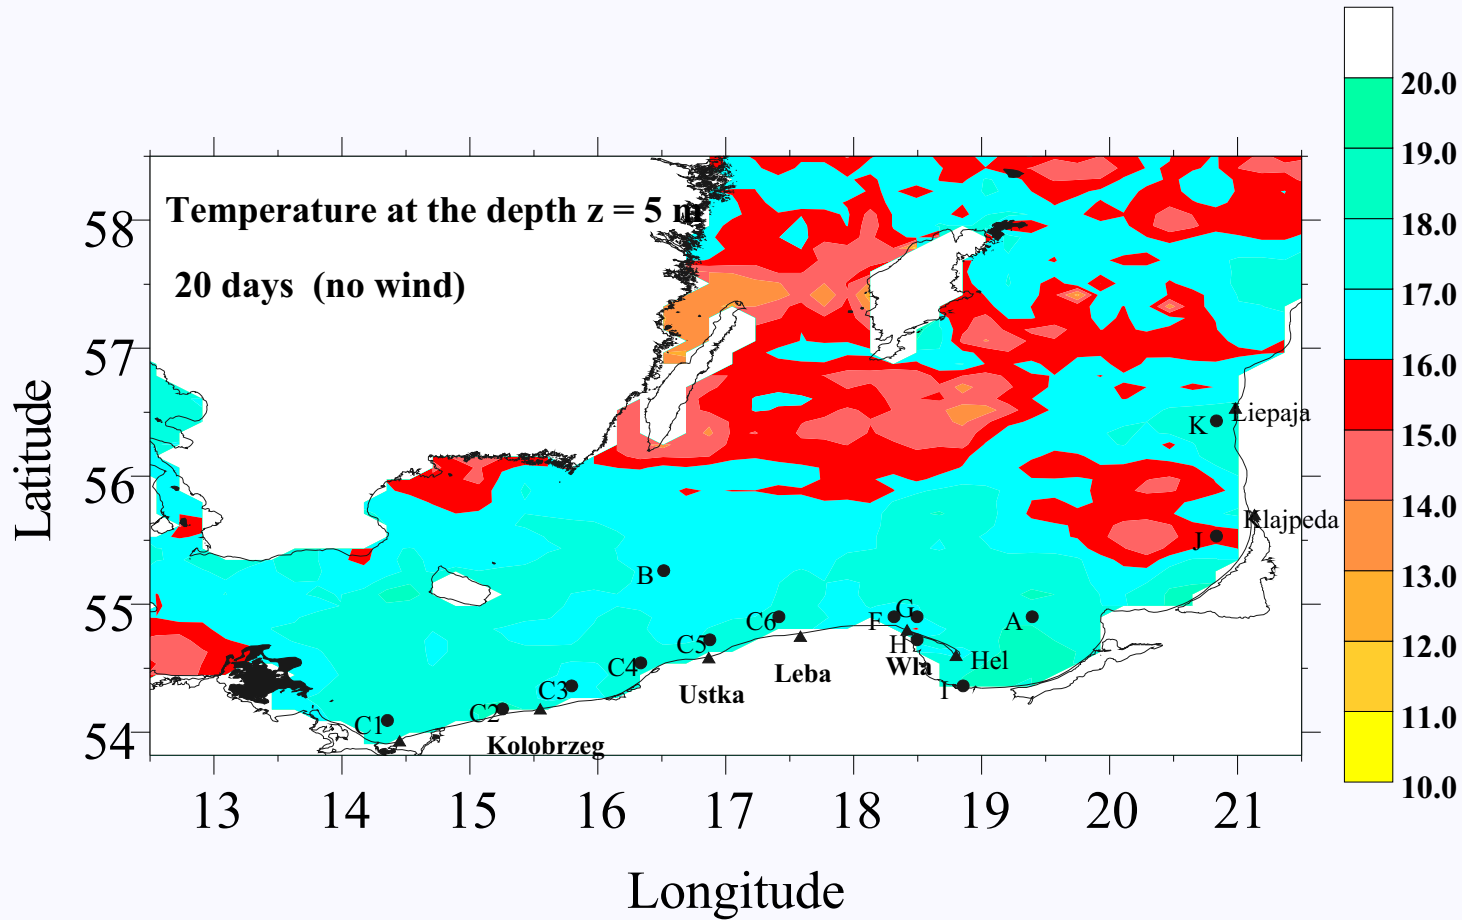 20.0
19.0
18.0
17.0
16.0
15.0
14.0
13.0
12.0
11.0
10.0
Temperature at the depth z = 5 m
20 days (no wind)
Latitude
58
57
56
55
54
K
Liepaja
Klajpeda
J
B
C6
F
G
A
C5
H
C4
Wla
Hel
Leba
C3
I
Ustka
C2
C1
Kolobrzeg
13
14
15
16
17
18
19
20
21
Longitude